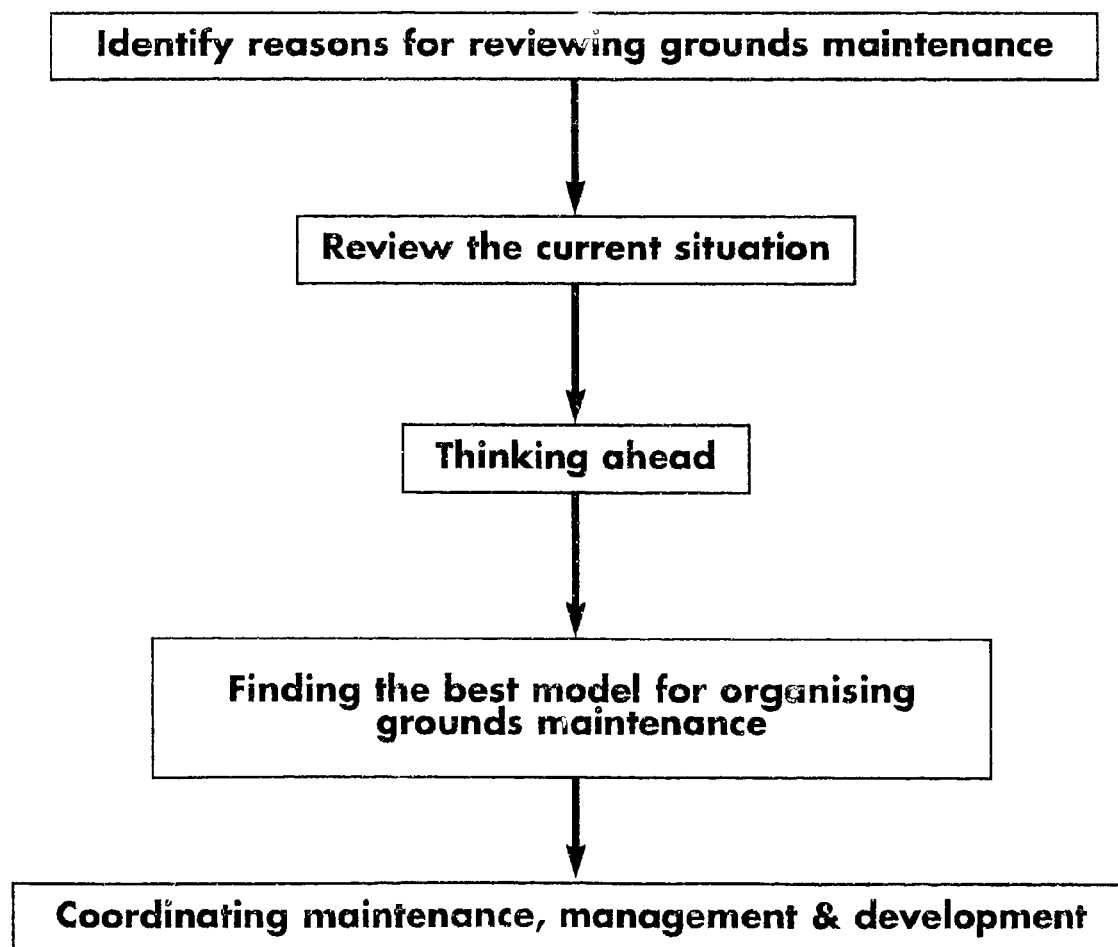 Identify reasons for reviewing grounds maintenance
Review the current situation
Thinking ahead
Finding the best model for organising
grounds maintenance
Coordinating maintenance, management & development